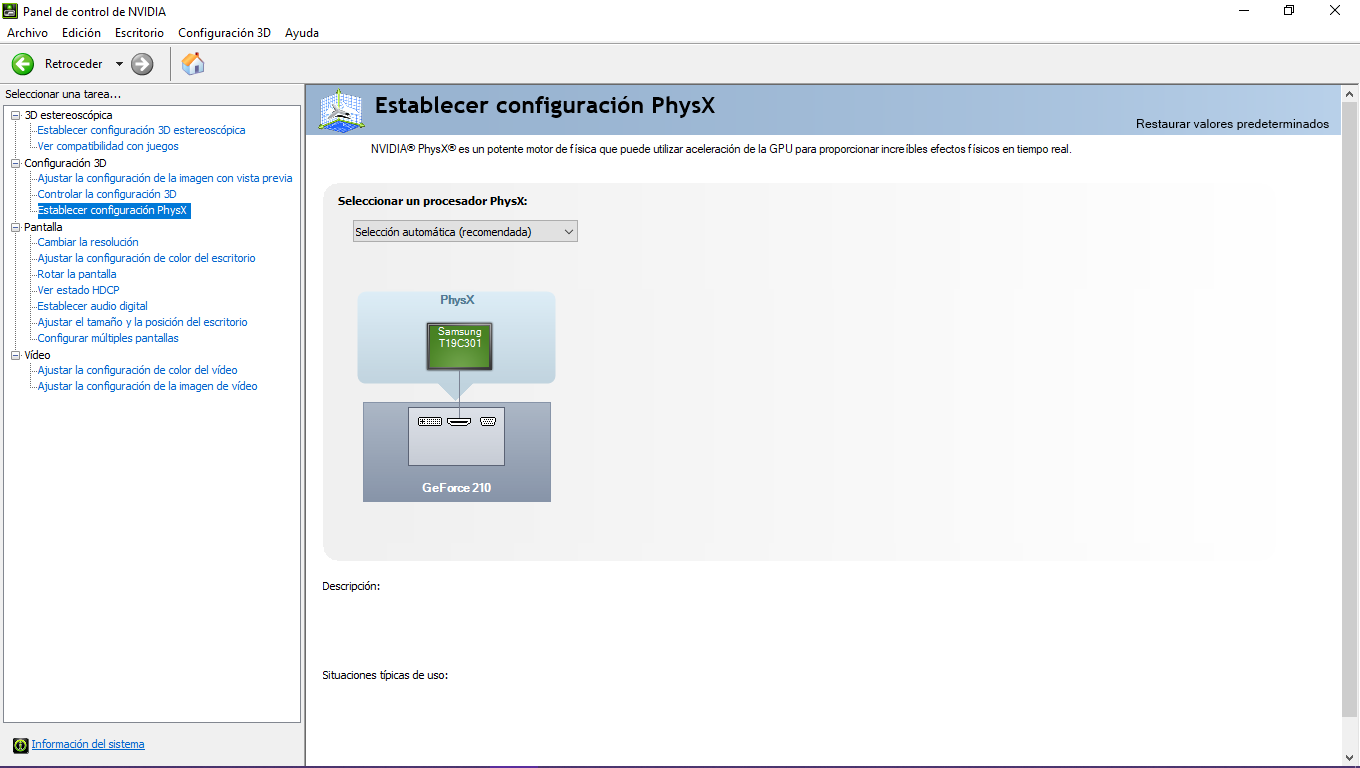 Panel de control de NVIDIA
Archivo Edición Escritorio Configuración 3D Ayuda
Retroceder
Seleccionar una tarea...
3D estereoscópica
Establecer configuración 3D estereoscópica
Ver compatibilidad con juegos
Configuración 3D
Ajustar la configuración de la imagen con vista previa
Controlar la configuración 3D
Establecer configuración PhysX
Pantalla
Cambiar la resolución
Ajustar la configuración de color del escritorio
Rotar la pantalla
Ver estado HDCP
Establecer audio digital
Ajustar el tamaño y la posición del escritorio
Configurar múltiples pantallas
Vídeo
Ajustar la configuración de color del vídeo
Ajustar la configuración de la imagen de vídeo
Información del sistema
Establecer configuración PhysX
Restaurar valores predeterminados
NVIDIA® PhysX® es un potente motor de física que puede utilizar aceleración de la GPU para proporcionar increíbles efectos físicos en tiempo real.
Seleccionar un procesador PhysX:
Selección automática (recomendada)
PhysX
Samsung
T19C301
GeForce 210
Descripción:
Situaciones típicas de uso: